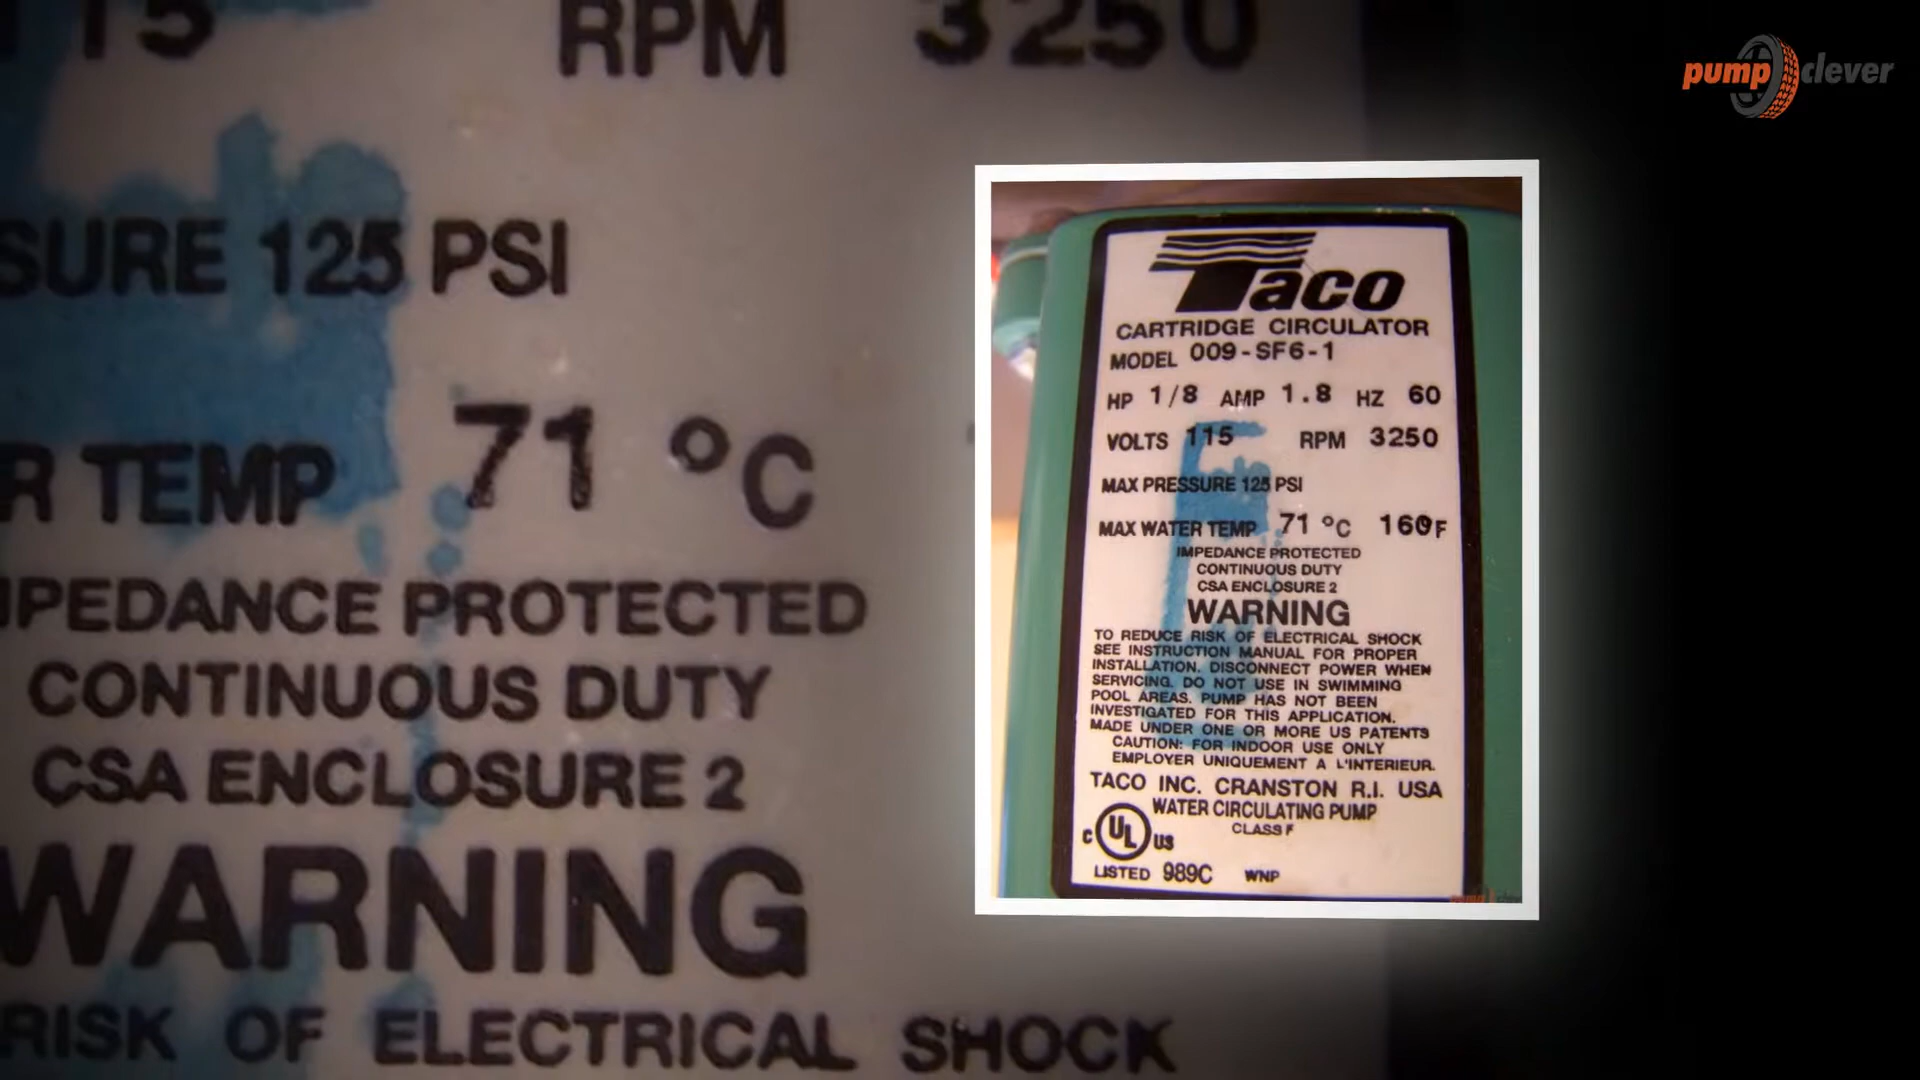 115 RPM 3250
SURE 125 PSI
R TEMP 71 °C
IPEDANCE PROTECTED
CONTINUOUS DUTY
CSA ENCLOSURE 2
WARNING
RISK OF ELECTRICAL SHOCK
pump clever
Taco
CARTRIDGE CIRCULATOR
MODEL 009-SF6-1
HP 1/8 AMP 1.8 HZ 60
VOLTS 115 RPM 3250
MAX PRESSURE 125 PSI
MAX WATER TEMP 71 °C 160F
IMPEDANCE PROTECTED
CONTINUOUS DUTY
CSA ENCLOSURE 2
WARNING
TO REDUCE RISK OF ELECTRICAL SHOCK
SEE INSTRUCTION MANUAL FOR PROPER
INSTALLATION. DISCONNECT POWER WHEN
SERVICING. DO NOT USE IN SWIMMING
POOL AREAS. PUMP HAS NOT BEEN
INVESTIGATED FOR THIS APPLICATION.
MADE UNDER ONE OR MORE US PATENTS
CAUTION: FOR INDOOR USE ONLY
EMPLOYER UNIQUEMENT A L'INTERIEUR.
TACO INC. CRANSTON R.I. USA
WATER CIRCULATING PUMP
CLASS F
C UL US
LISTED 989C WNP